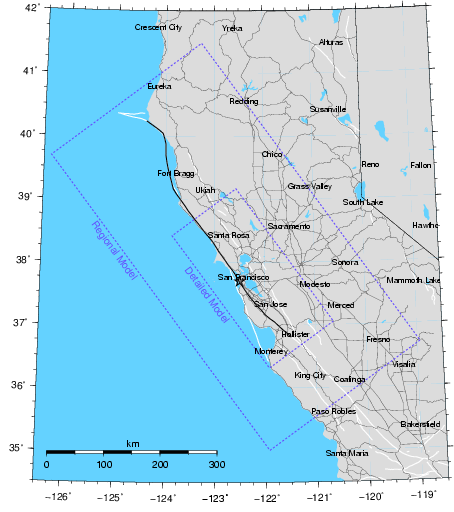 42˚
41˚
40˚
39˚
38˚
37˚
36˚
35˚
Crescent City
Yreka
Alturas
Eureka
Redding
Susanville
Chico
Reno
Fallon
Fort Bragg
Ukiah
Grass Valley
South Lake
Santa Rosa
Sacramento
Hawtho
Regional Model
Detailed Model
San Francisco
Sonora
Modesto
Mammoth Lake
San Jose
Merced
Hollister
Fresno
Monterey
Visalia
King City
Coalinga
Paso Robles
Bakersfield
Santa Maria
km
0 100 200 300
−126˚ −125˚ −124˚ −123˚ −122˚ −121˚ −120˚ −119˚